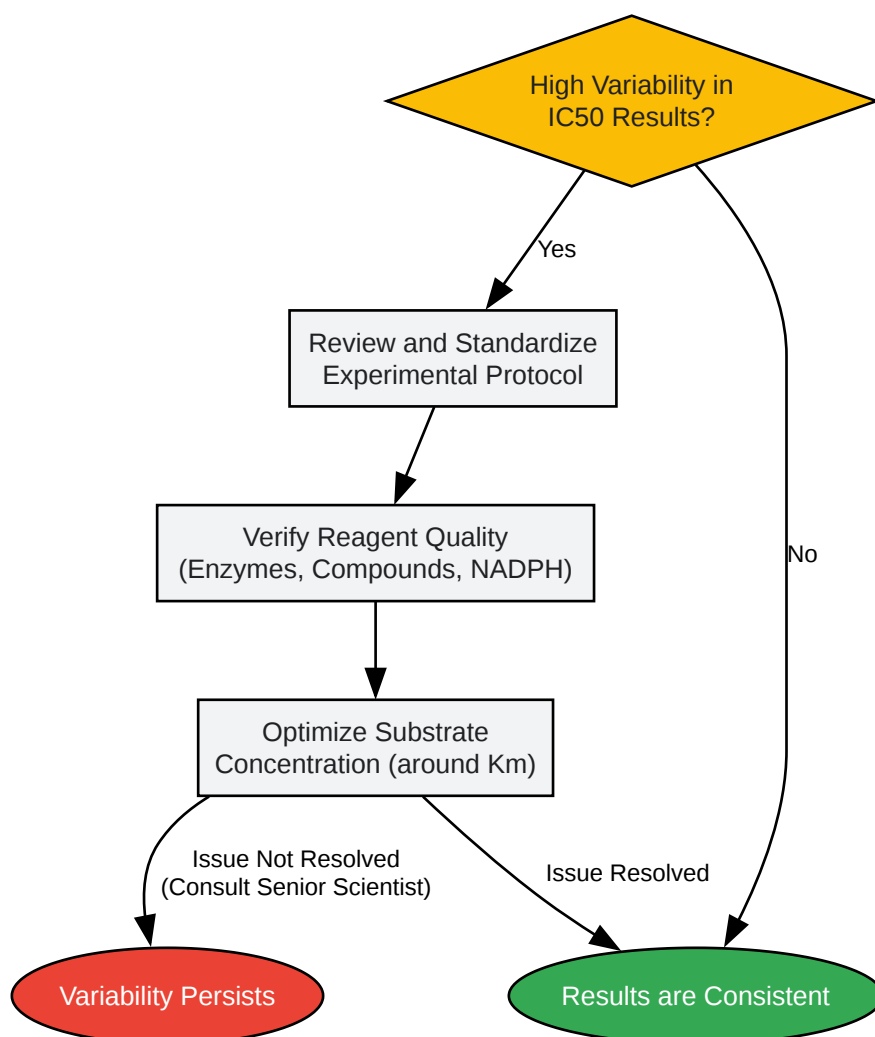 High Variability in
IC50 Results?
Yes
Review and Standardize
Experimental Protocol
Verify Reagent Quality
(Enzymes, Compounds, NADPH)
No
Optimize Substrate
Concentration (around Km)
Issue Not Resolved
(Consult Senior Scientist)
Issue Resolved
Variability Persists
Results are Consistent